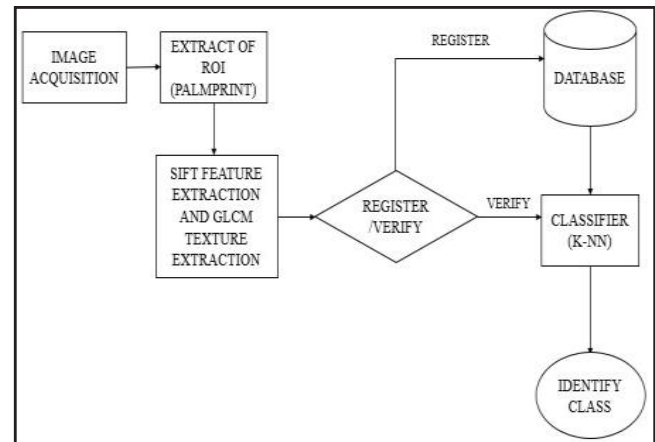 IMAGE
ACQUISITION
EXTRACT OF
ROI
(PALMPRINT)
SIFT FEATURE
EXTRACTION
AND GLCM
TEXTURE
EXTRACTION
REGISTER
/VERIFY
REGISTER
DATABASE
VERIFY
CLASSIFIER
(K-NN)
IDENTIFY
CLASS